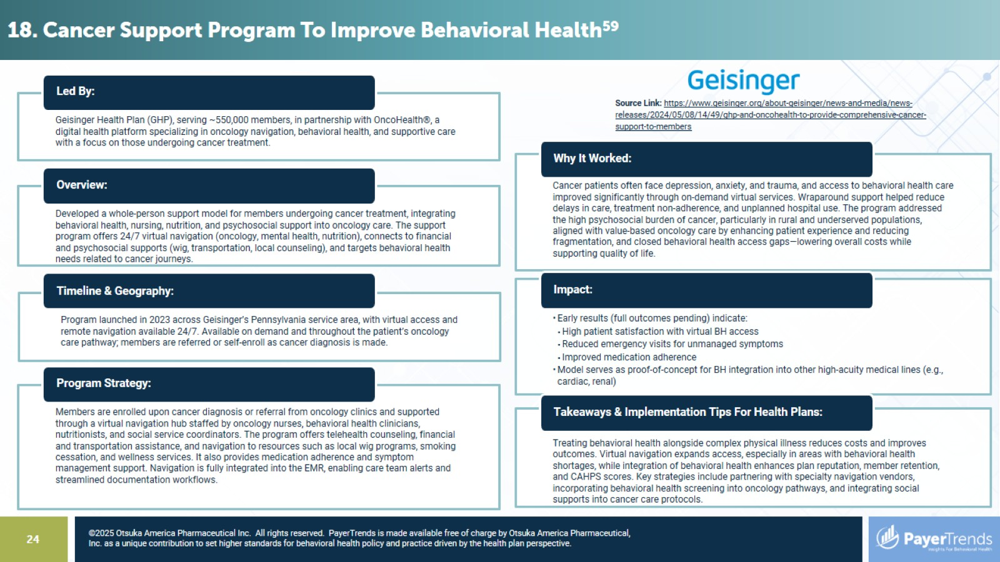 18. Cancer Support Program To Improve Behavioral Health59
Led By:
Geisinger Health Plan (GHP), serving ~550,000 members, in partnership with OncoHealth®, a
digital health platform specializing in oncology navigation, behavioral health, and supportive care
with a focus on those undergoing cancer treatment.
Overview:
Developed a whole-person support model for members undergoing cancer treatment, integrating
behavioral health, nursing, nutrition, and psychosocial support into oncology care. The support
program offers 24/7 virtual navigation (oncology, mental health, nutrition), connects to financial
and psychosocial supports (wig, transportation, local counseling), and targets behavioral health
needs related to cancer journeys.
Timeline & Geography:
Program launched in 2023 across Geisinger's Pennsylvania service area, with virtual access and
remote navigation available 24/7. Available on demand and throughout the patient's oncology
care pathway; members are referred or self-enroll as cancer diagnosis is made.
Program Strategy:
Members are enrolled upon cancer diagnosis or referral from oncology clinics and supported
through a virtual navigation hub staffed by oncology nurses, behavioral health clinicians,
nutritionists, and social service coordinators. The program offers telehealth counseling, financial
and transportation assistance, and navigation to resources such as local wig programs, smoking
cessation, and wellness services. It also provides medication adherence and symptom
management support. Navigation is fully integrated into the EMR, enabling care team alerts and
streamlined documentation workflows.
Geisinger
Source Link: https://www.geisinger.org/about-geisinger/news-and-media/news-
releases/2024/05/08/14/49/ghp-and-oncohealth-to-provide-comprehensive-cancer-
support-to-members
Why It Worked:
Cancer patients often face depression, anxiety, and trauma, and access to behavioral health care
improved significantly through on-demand virtual services. Wraparound support helped reduce
delays in care, treatment non-adherence, and unplanned hospital use. The program addressed
the high psychosocial burden of cancer, particularly in rural and underserved populations,
aligned with value-based oncology care by enhancing patient experience and reducing
fragmentation, and closed behavioral health access gaps—lowering overall costs while
supporting quality of life.
Impact:
• Early results (full outcomes pending) indicate:
• High patient satisfaction with virtual BH access
• Reduced emergency visits for unmanaged symptoms
• Improved medication adherence
• Model serves as proof-of-concept for BH integration into other high-acuity medical lines (e.g.,
cardiac, renal)
Takeaways & Implementation Tips For Health Plans:
Treating behavioral health alongside complex physical illness reduces costs and improves
outcomes. Virtual navigation expands access, especially in areas with behavioral health
shortages, while integration of behavioral health enhances plan reputation, member retention,
and CAHPS scores. Key strategies include partnering with specialty navigation vendors,
incorporating behavioral health screening into oncology pathways, and integrating social
supports into cancer care protocols.
24
©2025 Otsuka America Pharmaceutical Inc. All rights reserved. PayerTrends is made available free of charge by Otsuka America Pharmaceutical,
Inc. as a unique contribution to set higher standards for behavioral health policy and practice driven by the health plan perspective.
PayerTrends
Insights For Behavioral Health